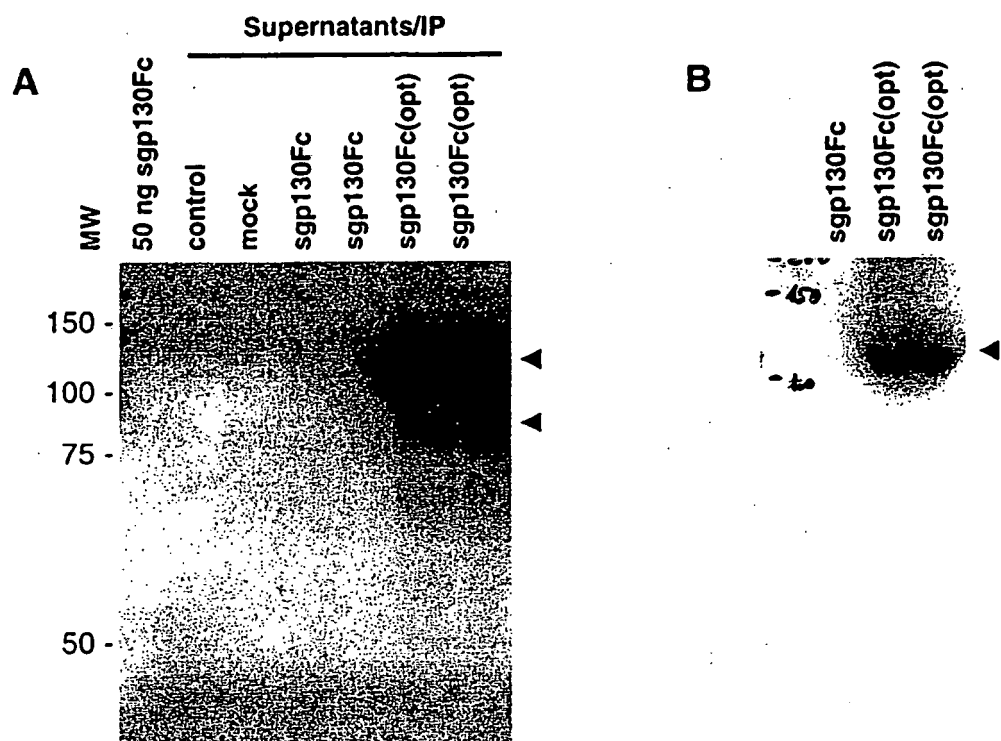 Supernatants/IP
A
MW
50 ng sgp130Fc
control
mock
sgp130Fc
sgp130Fc
sgp130Fc(opt)
sgp130Fc(opt)
150 -
100 -
75 -
50 -
B
sgp130Fc
sgp130Fc(opt)
sgp130Fc(opt)
- 150